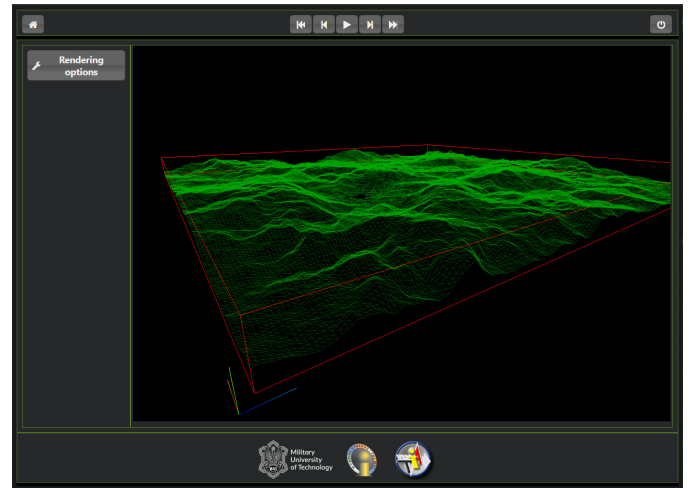 Rendering
options
Military
University
of Technology